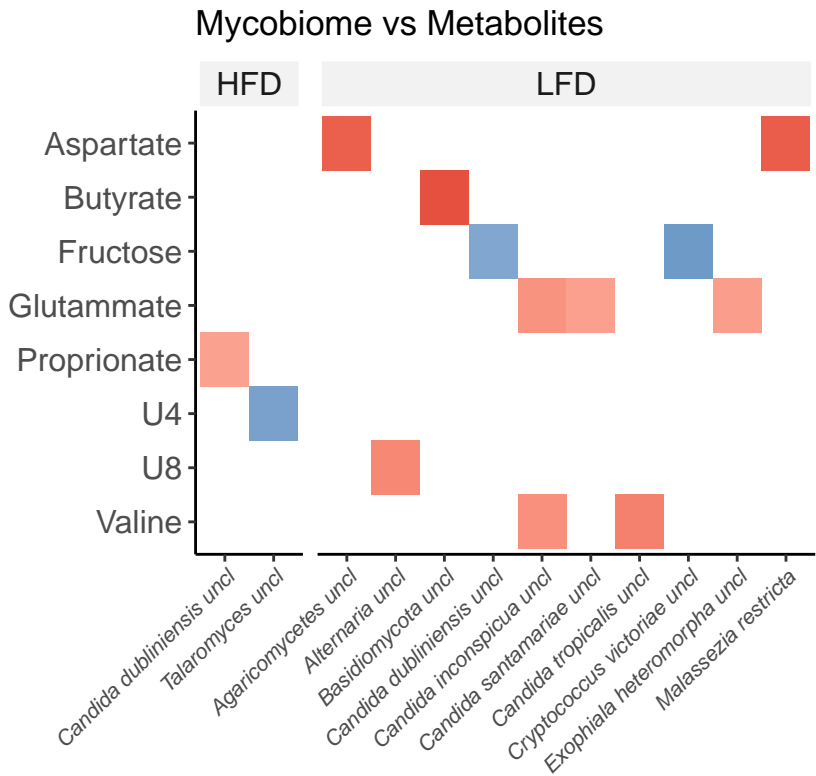 Mycobiome vs Metabolites
HFD
LFD
Aspartate
Butyrate
Fructose
Glutammate
Proprionate
U4
U8
Valine
Candida dubliniensis uncl
Talaromyces uncl
Agaricomycetes uncl
Alternaria uncl
Basidiomycota uncl
Candida dubliniensis uncl
Candida inconspicua uncl
Candida santamariae uncl
Candida tropicalis uncl
Cryptococcus victoriae uncl
Exophiala heteromorpha uncl
Malassezia restricta